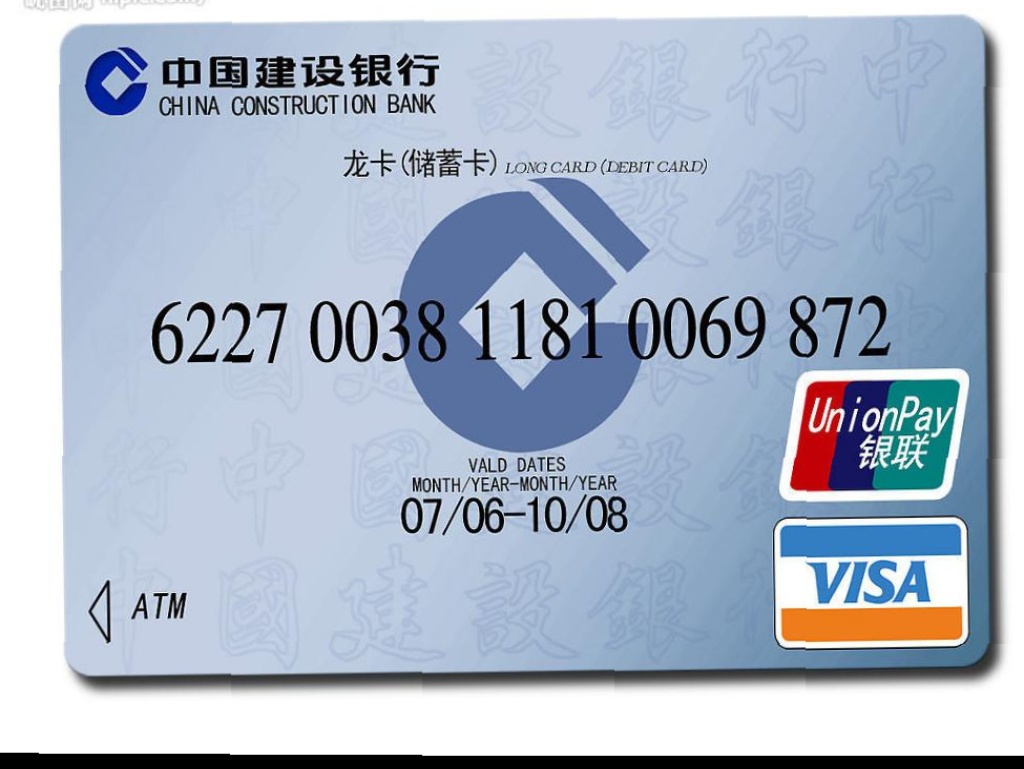 中国建设银行
CHINA CONSTRUCTION BANK
龙卡(储蓄卡) LONG CARD (DEBIT CARD)
6227 0038 1181 0069 872
UnionPay
银联
VALD DATES
MONTH/YEAR-MONTH/YEAR
07/06-10/08
VISA
ATM